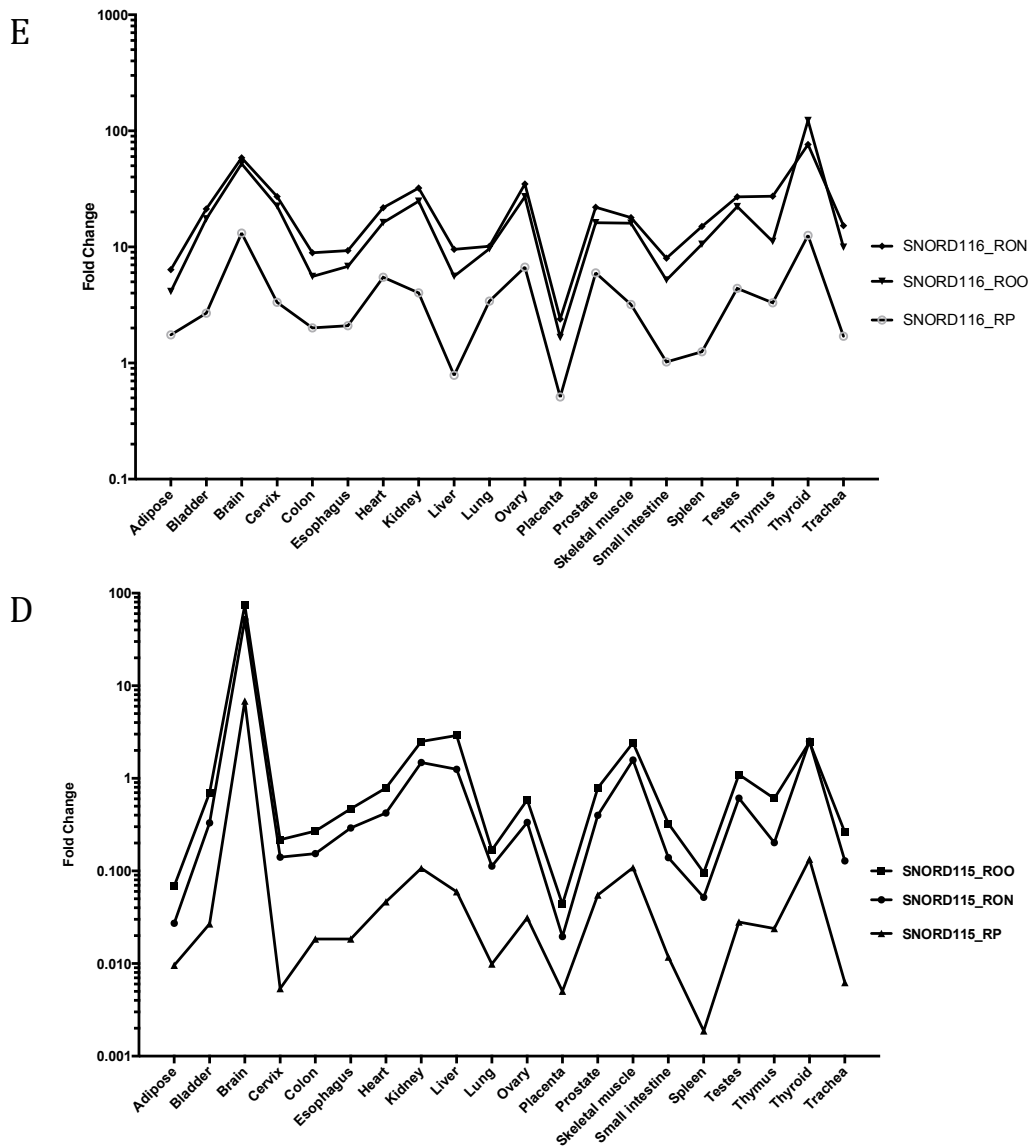 E
1000
100
10
1
0.1
Fold Change
Adipose
Bladder
Brain
Cervix
Colon
Esophagus
Heart
Kidney
Liver
Lung
Ovary
Placenta
Prostate
Skeletal muscle
Small intestine
Spleen
Testes
Thymus
Thyroid
Trachea
SNORD116_RON
SNORD116_ROO
SNORD116_RP
D
100
10
1
0.100
0.010
0.001
Fold Change
Adipose
Bladder
Brain
Cervix
Colon
Esophagus
Heart
Kidney
Liver
Lung
Ovary
Placenta
Prostate
Skeletal muscle
Small intestine
Spleen
Testes
Thymus
Thyroid
Trachea
SNORD115_ROO
SNORD115_RON
SNORD115_RP